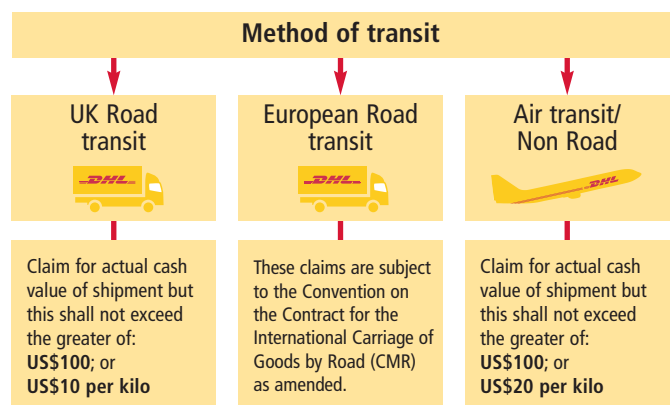 Method of transit
UK Road
transit
DHL
Claim for actual cash
value of shipment but
this shall not exceed
the greater of:
US$100; or
US$10 per kilo
European Road
transit
DHL
These claims are subject
to the Convention on
the Contract for the
International Carriage of
Goods by Road (CMR)
as amended.
Air transit/
Non Road
DHL
Claim for actual cash
value of shipment but
this shall not exceed
the greater of:
US$100; or
US$20 per kilo